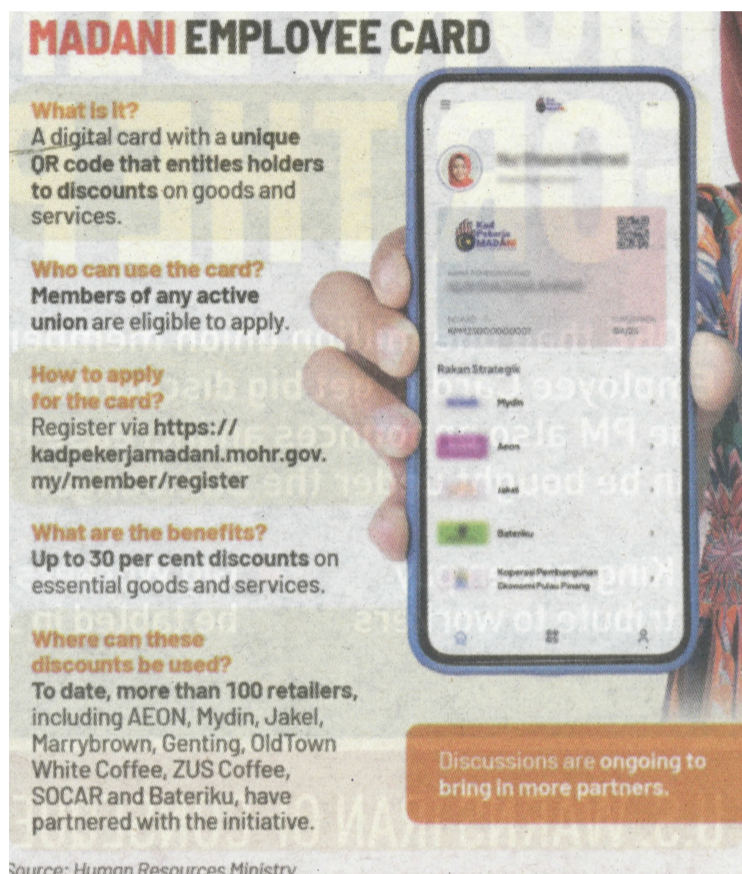 MADANI EMPLOYEE CARD
What is it?
A digital card with a unique
QR code that entitles holders
to discounts on goods and
services.
Who can use the card?
Members of any active
union are eligible to apply.
How to apply
for the card?
Register via https://
kadpekerjamadani.mohr.gov.
my/member/register
What are the benefits?
Up to 30 per cent discounts on
essential goods and services.
Where can these
discounts be used?
To date, more than 100 retailers,
including AEON, Mydin, Jakel,
Marrybrown, Genting, OldTown
White Coffee, ZUS Coffee,
SOCAR and Bateriku, have
partnered with the initiative.
Source: Human Resources Ministry
Kad
Pekerja
MADANI
Rakan Strategik
Mydin
Aeon
Jakel
Bateriku
Koperasi Pembangunan
Ekonomi Pulau Pinang
Discussions are ongoing to
bring in more partners.